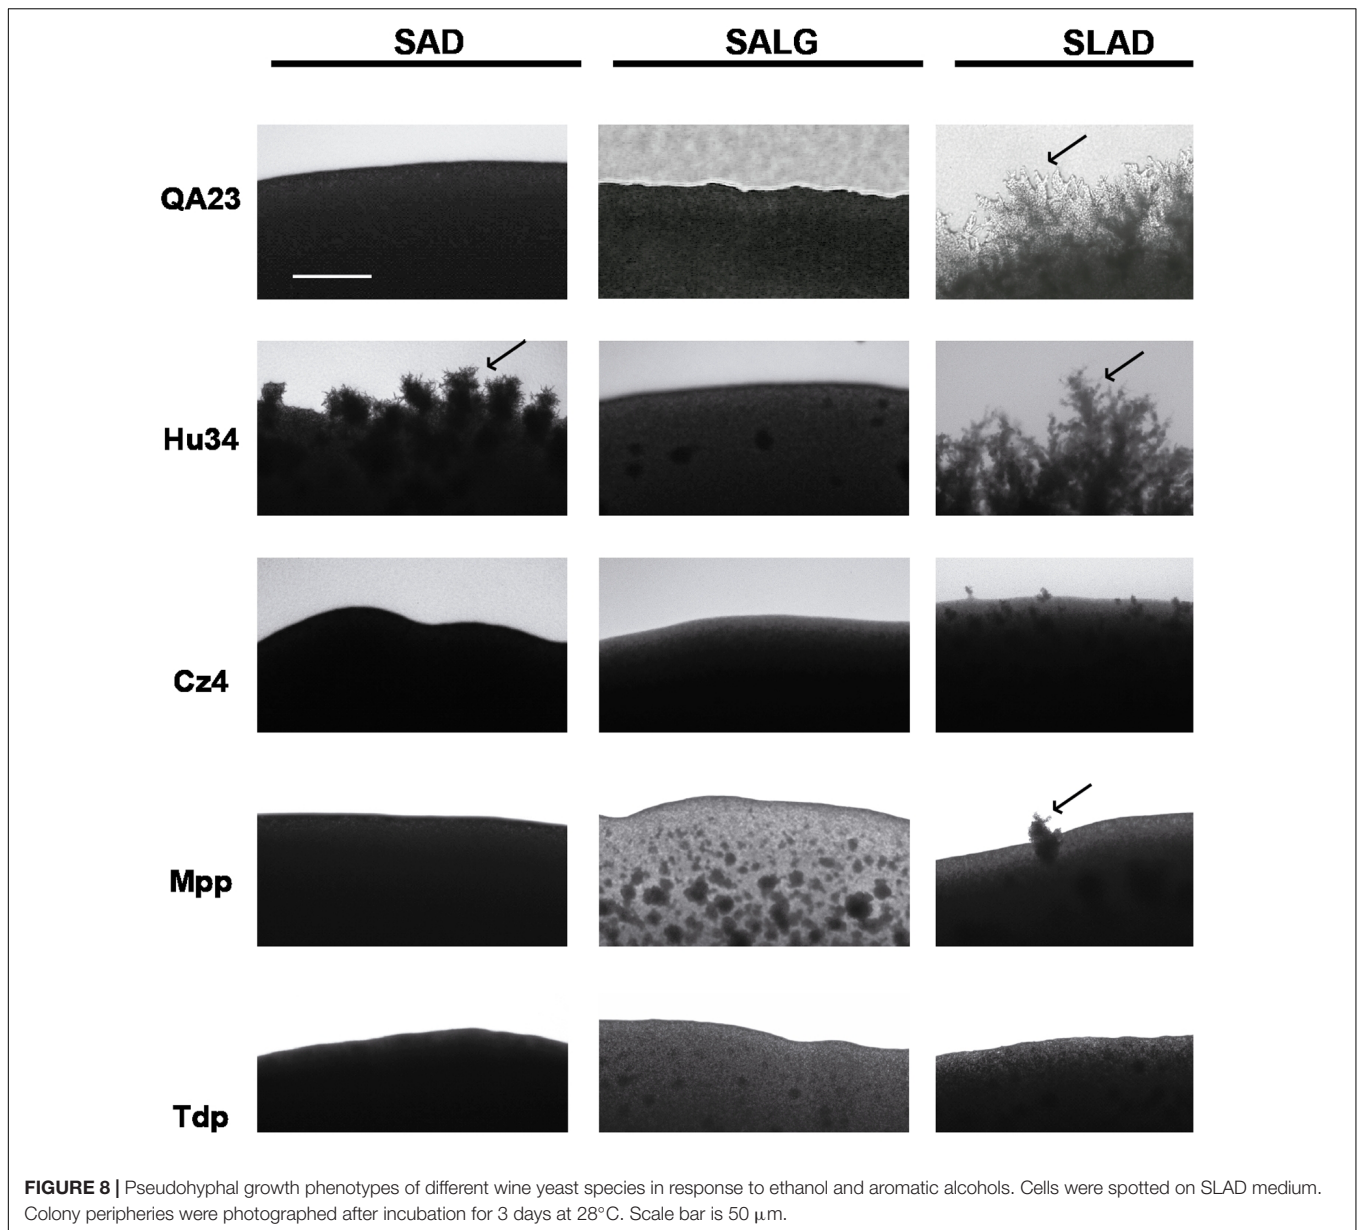 SAD SALG SLAD
QA23
Hu34
Cz4
Mpp
Tdp
FIGURE 8 | Pseudohyphal growth phenotypes of different wine yeast species in response to ethanol and aromatic alcohols. Cells were spotted on SLAD medium.
Colony peripheries were photographed after incubation for 3 days at 28°C. Scale bar is 50 μm.